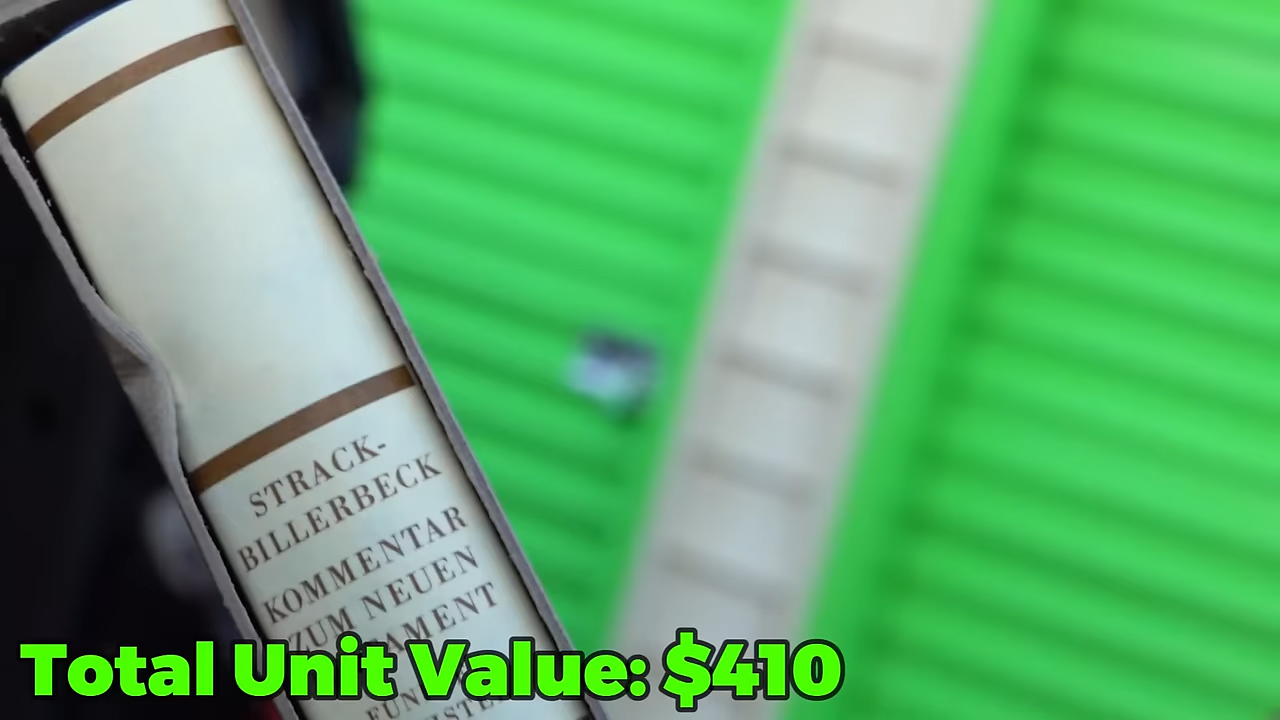 STRACK-
BILLERBECK
KOMMENTAR
ZUM NEUEN
Total Unit Value: $410